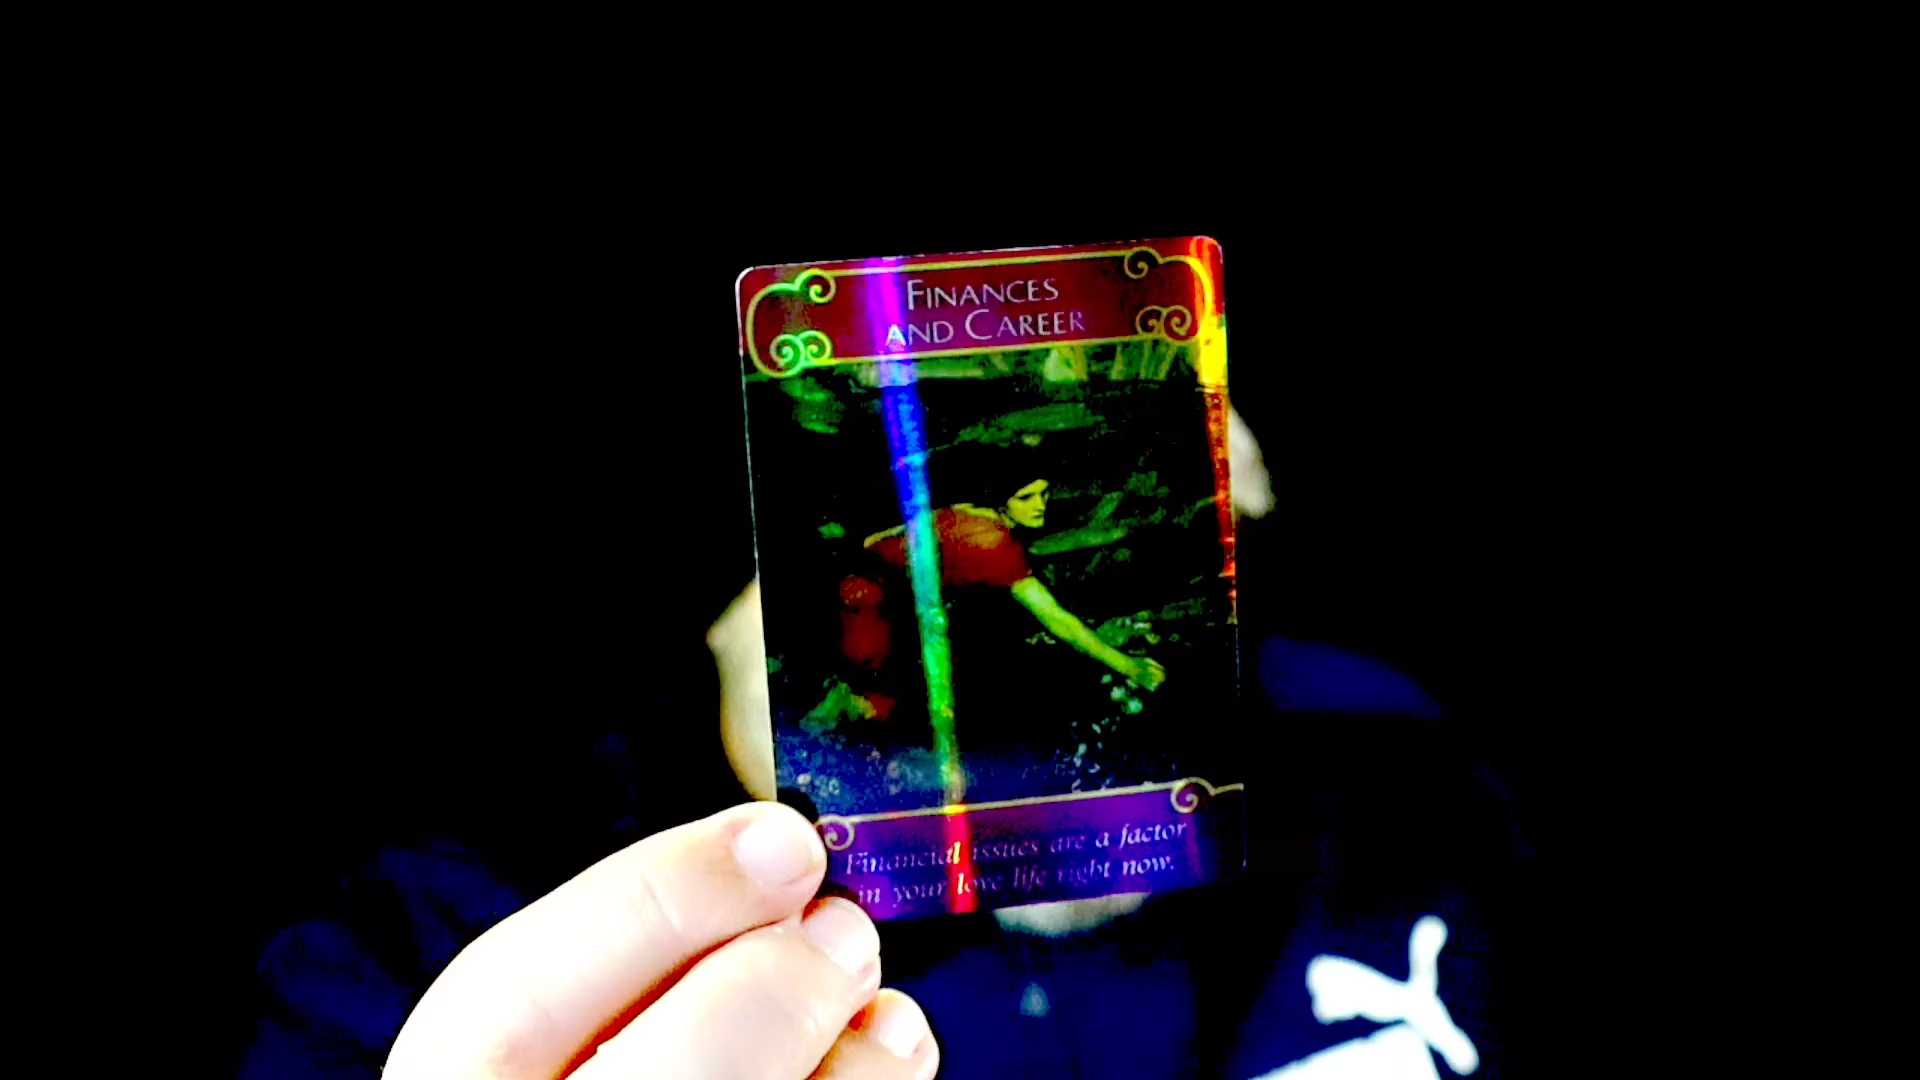 FINANCES
AND CAREER
Financial issues are a factor
in your love life right now.